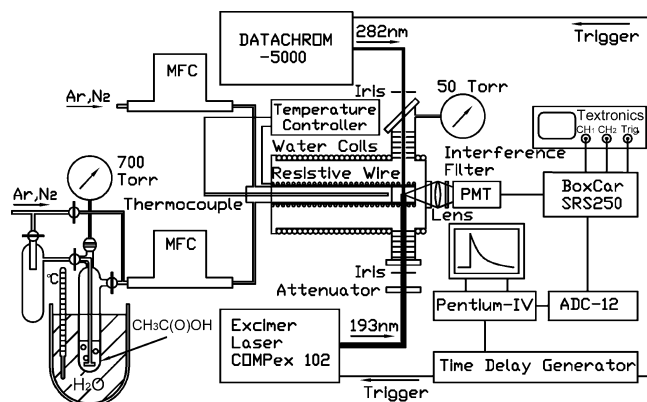 DATACHROM
-5000
282nm
Trigger
MFC
Iris
50 Torr
Ar,N2
Temperature
Controller
Textronics
CH1 CH2 Trig.
Water Coils
Interference
Filter
700
Torr
Resistive Wire
Thermocouple
PMT
BoxCar
SRS250
Ar,N2
Lens
MFC
Iris
Attenuator
°C
Pentium-IV
ADC-12
CH3C(O)OH
Excimer
Laser
COMPex 102
193nm
Time Delay Generator
H2O
Trigger